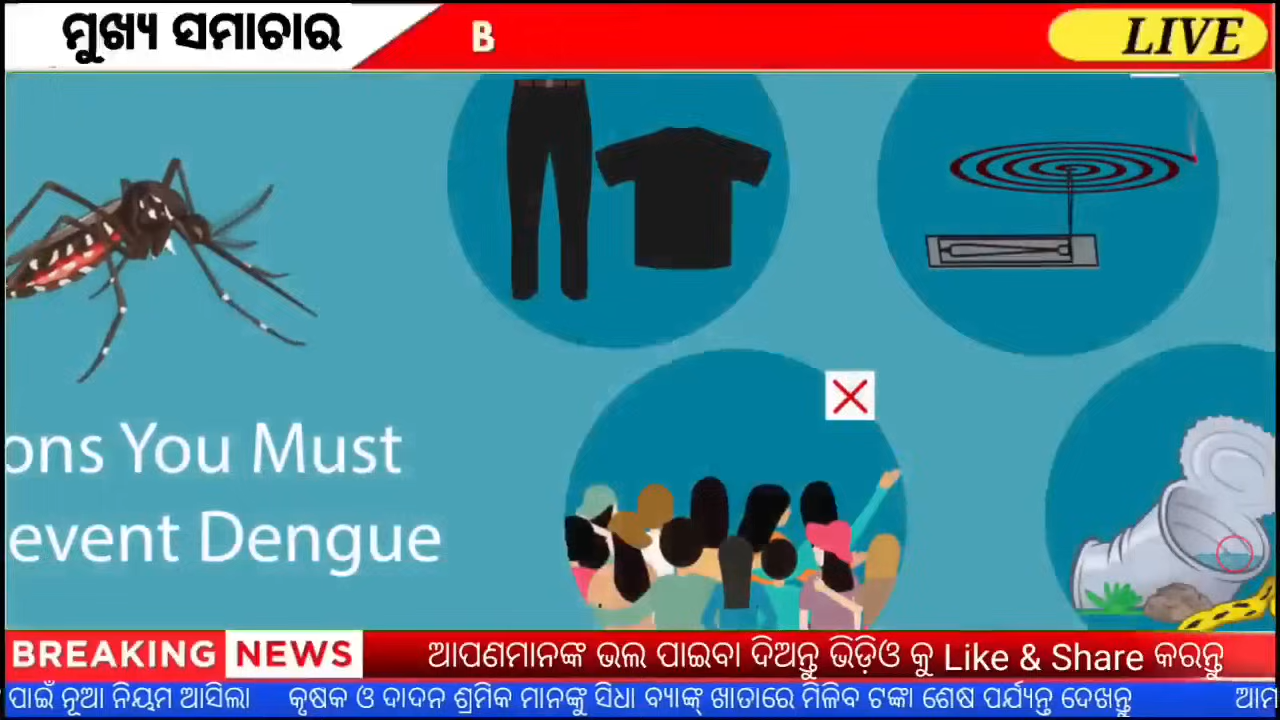 ମୁଖ୍ୟ ସମାଚାର
B
LIVE
ons You Must
event Dengue
BREAKING NEWS
ଆପଣମାନଙ୍କ ଭଲ ପାଇବା ଦିଅନ୍ତୁ ଭିଡ଼ିଓ କୁ Like & Share କରନ୍ତୁ
ପାଇଁ ନୂଆ ନିୟମ ଆସିଲା କୃଷକ ଓ ଦାଦନ ଶ୍ରମିକ ମାନଙ୍କୁ ସିଧା ବ୍ୟାଙ୍କ୍ ଖାତାରେ ମିଳିବ ଟଙ୍କା ଶେଷ ପର୍ଯ୍ୟନ୍ତ ଦେଖନ୍ତୁ ଆମ